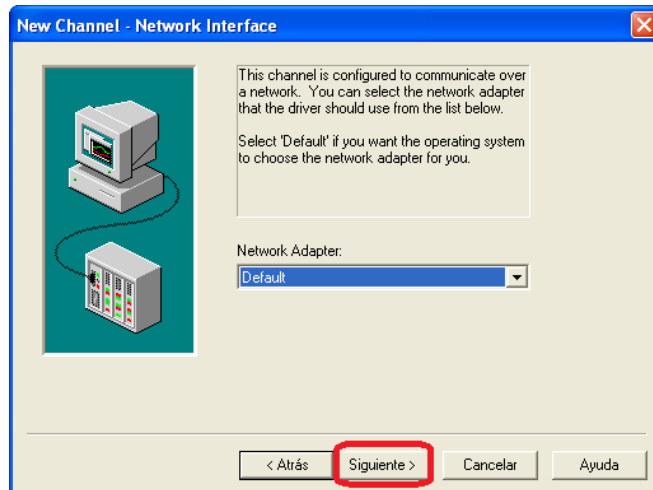 New Channel - Network Interface
This channel is configured to communicate over
a network. You can select the network adapter
that the driver should use from the list below.
Select 'Default' if you want the operating system
to choose the network adapter for you.
Network Adapter:
Default
< Atrás
Siguiente >
Cancelar
Ayuda